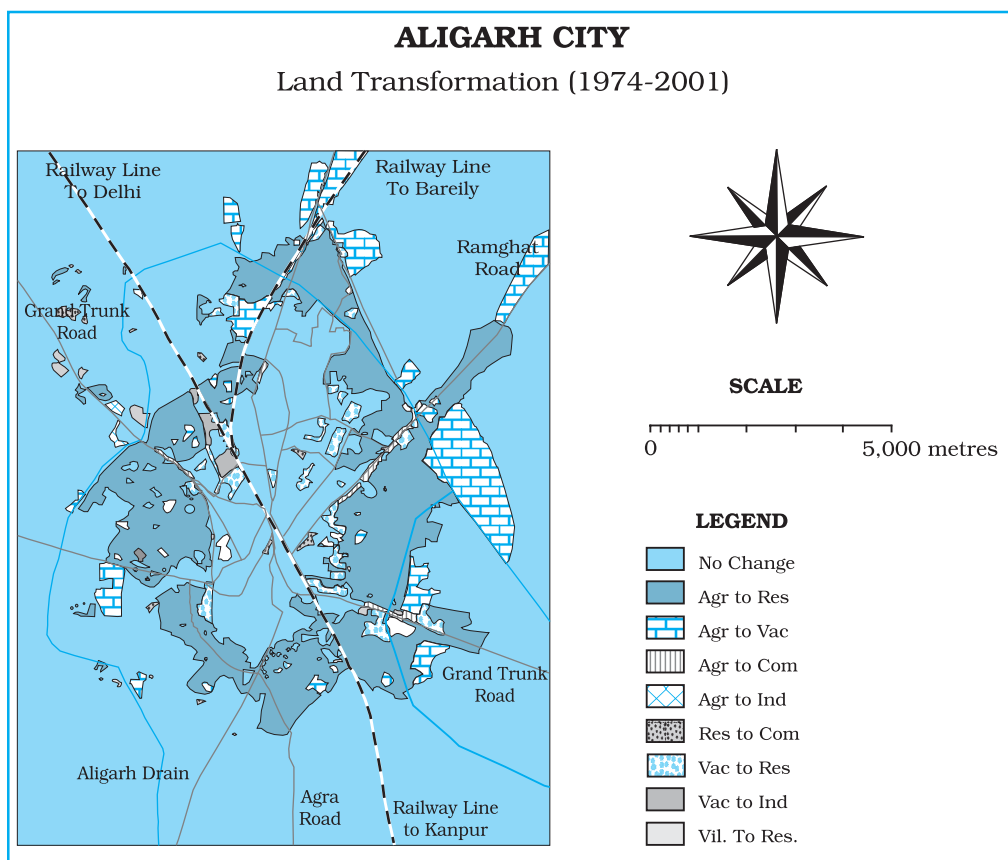 ALIGARH CITY
Land Transformation (1974-2001)
Railway Line
To Delhi
Railway Line
To Bareily
Ramghat
Road
Grand Trunk
Road
Grand Trunk
Road
Aligarh Drain
Agra
Road
Railway Line
to Kanpur
SCALE
0
5,000 metres
LEGEND
No Change
Agr to Res
Agr to Vac
Agr to Com
Agr to Ind
Res to Com
Vac to Res
Vac to Ind
Vil. To Res.